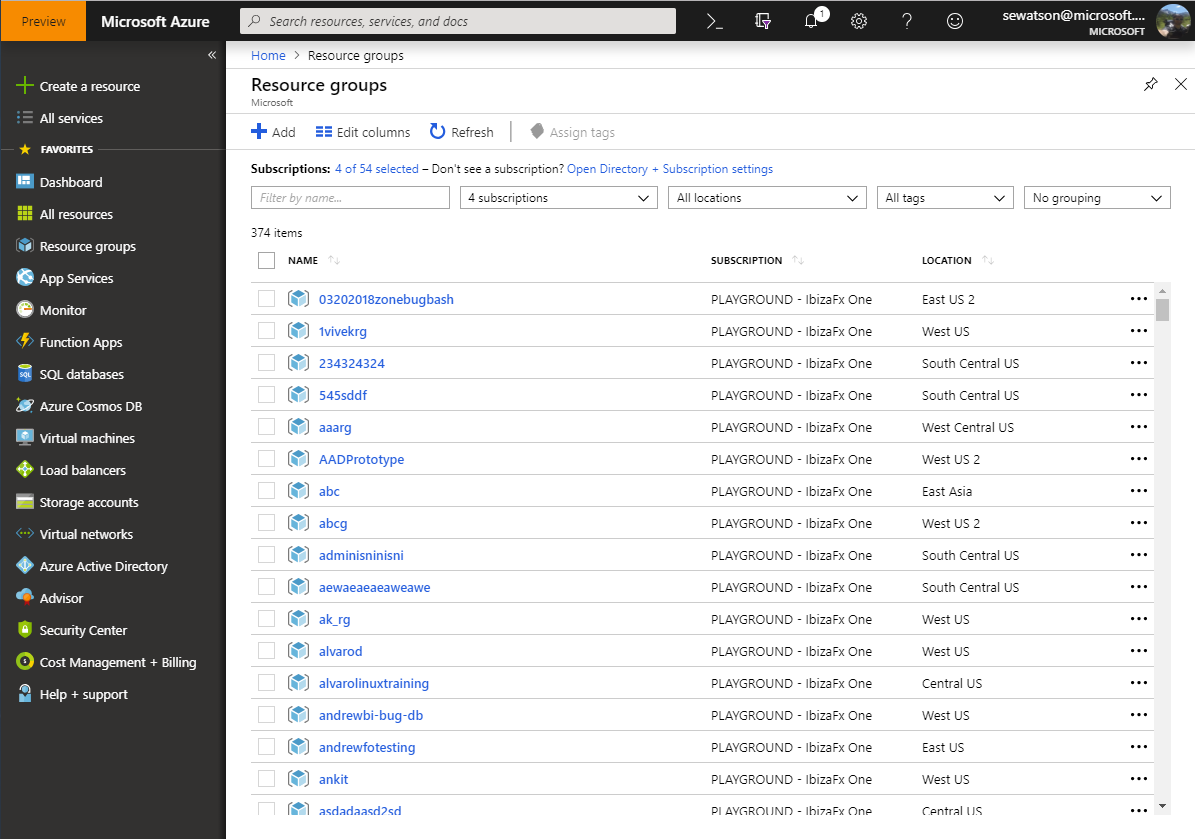 Preview
Microsoft Azure
Search resources, services, and docs
1
sewatson@microsoft....
MICROSOFT
Create a resource
All services
FAVORITES
Dashboard
All resources
Resource groups
App Services
Monitor
Function Apps
SQL databases
Azure Cosmos DB
Virtual machines
Load balancers
Storage accounts
Virtual networks
Azure Active Directory
Advisor
Security Center
Cost Management + Billing
Help + support
Home > Resource groups
Resource groups
Microsoft
Add Edit columns Refresh Assign tags
Subscriptions: 4 of 54 selected – Don't see a subscription? Open Directory + Subscription settings
Filter by name... 4 subscriptions All locations All tags No grouping
374 items
NAME SUBSCRIPTION LOCATION
03202018zonebugbash PLAYGROUND - IbizaFx One East US 2
1vivekrg PLAYGROUND - IbizaFx One West US
234324324 PLAYGROUND - IbizaFx One South Central US
545sddf PLAYGROUND - IbizaFx One South Central US
aaarg PLAYGROUND - IbizaFx One West Central US
AADPrototype PLAYGROUND - IbizaFx One West US 2
abc PLAYGROUND - IbizaFx One East Asia
abcg PLAYGROUND - IbizaFx One West US 2
adminisninisni PLAYGROUND - IbizaFx One South Central US
aewaeaeaeaweawe PLAYGROUND - IbizaFx One South Central US
ak_rg PLAYGROUND - IbizaFx One West US
alvarod PLAYGROUND - IbizaFx One West US
alvarolinuxtraining PLAYGROUND - IbizaFx One Central US
andrewbi-bug-db PLAYGROUND - IbizaFx One West US
andrewfotesting PLAYGROUND - IbizaFx One East US
ankit PLAYGROUND - IbizaFx One West US
asdadaasd2sd PLAYGROUND - IbizaFx One Central US